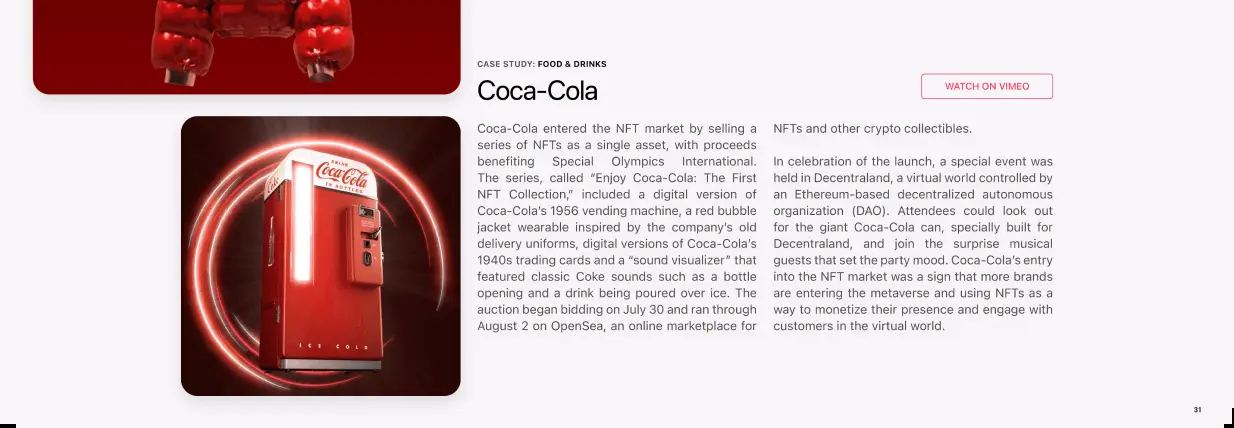 CASE STUDY: FOOD & DRINKS
Coca-Cola
WATCH ON VIMEO
Coca-Cola entered the NFT market by selling a
series of NFTs as a single asset, with proceeds
benefiting Special Olympics International.
The series, called “Enjoy Coca-Cola: The First
NFT Collection,” included a digital version of
Coca-Cola’s 1956 vending machine, a red bubble
jacket wearable inspired by the company’s old
delivery uniforms, digital versions of Coca-Cola’s
1940s trading cards and a “sound visualizer” that
featured classic Coke sounds such as a bottle
opening and a drink being poured over ice. The
auction began bidding on July 30 and ran through
August 2 on OpenSea, an online marketplace for
NFTs and other crypto collectibles.
In celebration of the launch, a special event was
held in Decentraland, a virtual world controlled by
an Ethereum-based decentralized autonomous
organization (DAO). Attendees could look out
for the giant Coca-Cola can, specially built for
Decentraland, and join the surprise musical
guests that set the party mood. Coca-Cola’s entry
into the NFT market was a sign that more brands
are entering the metaverse and using NFTs as a
way to monetize their presence and engage with
customers in the virtual world.
DRINK
Coca-Cola
IN BOTTLES
ICE COLD
31